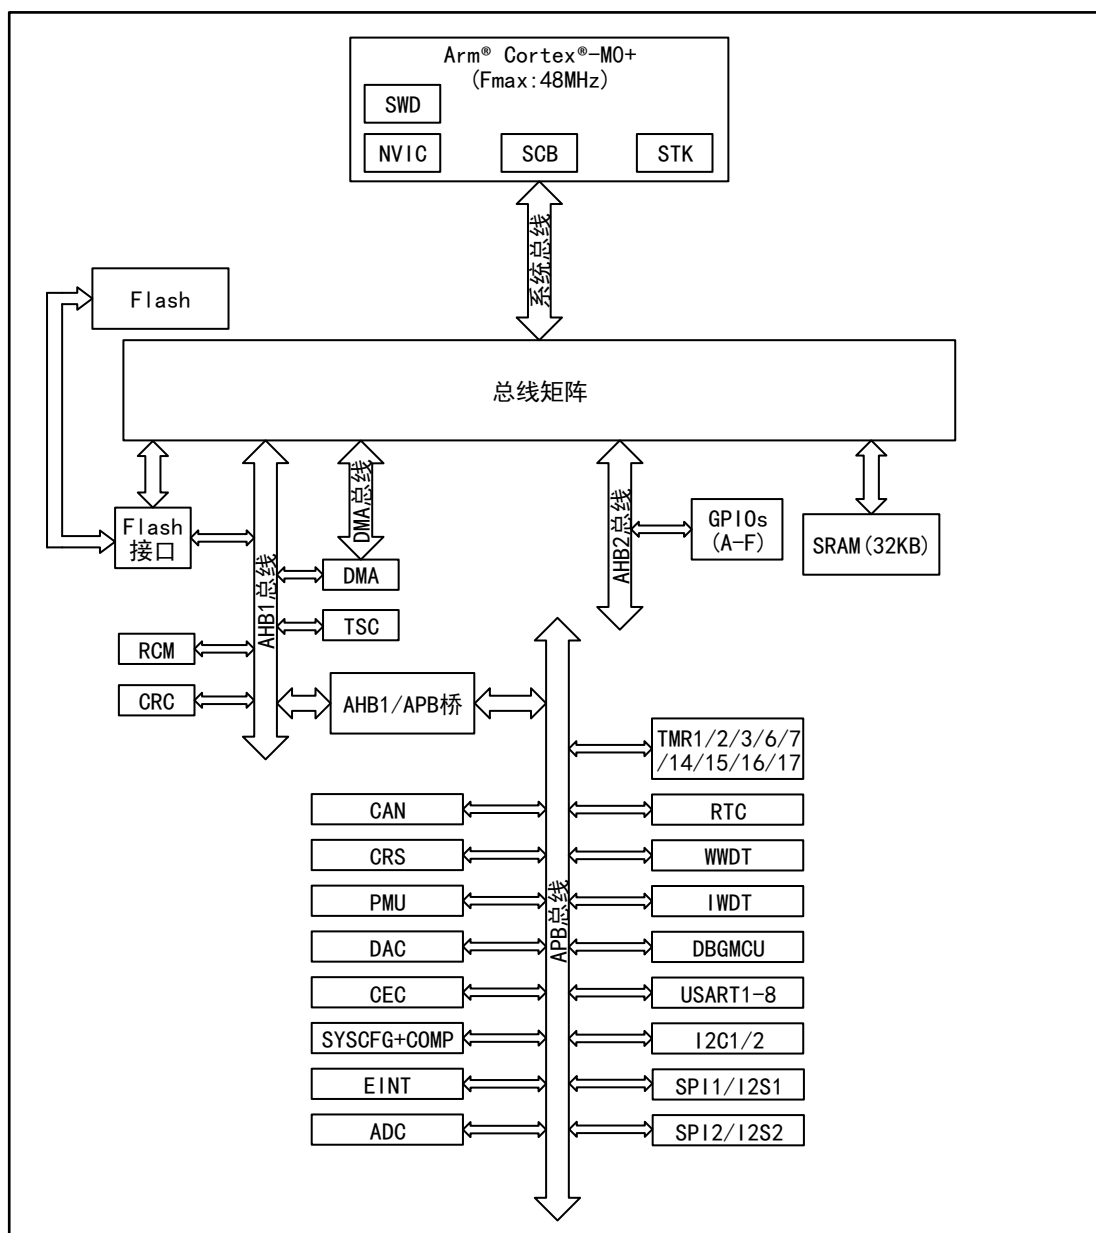 Arm® Cortex®-M0+
(Fmax:48MHz)
SWD
NVIC
SCB
STK
系统总线
Flash
总线矩阵
DMA总线
Flash
接口
AHB1总线
AHB2总线
GPIOs
(A-F)
SRAM(32KB)
DMA
TSC
RCM
CRC
AHB1/APB桥
TMR1/2/3/6/7
/14/15/16/17
CAN
RTC
CRS
WWDT
APB总线
PMU
IWDT
DAC
DBGMCU
CEC
USART1-8
SYSCFG+COMP
I2C1/2
EINT
SPI1/I2S1
ADC
SPI2/I2S2